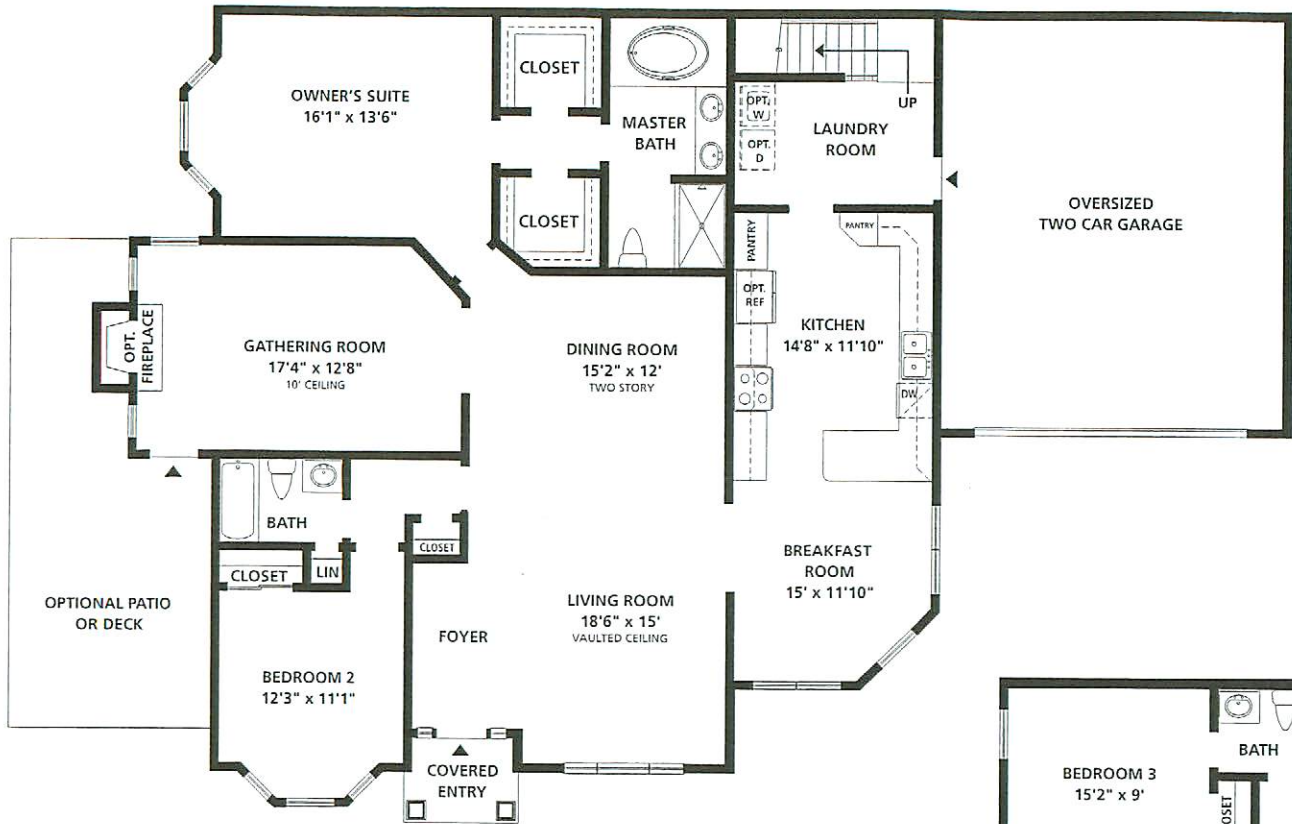 OWNER'S SUITE
16'1" x 13'6"
CLOSET
CLOSET
MASTER
BATH
OPT.
W
OPT.
D
LAUNDRY
ROOM
UP
OVERSIZED
TWO CAR GARAGE
PANTRY
PANTRY
OPT.
REF
KITCHEN
14'8" x 11'10"
DW
OPT.
FIREPLACE
GATHERING ROOM
17'4" x 12'8"
10' CEILING
DINING ROOM
15'2" x 12'
TWO STORY
BATH
CLOSET
LIN
CLOSET
BREAKFAST
ROOM
15' x 11'10"
OPTIONAL PATIO
OR DECK
FOYER
LIVING ROOM
18'6" x 15'
VAULTED CEILING
BEDROOM 2
12'3" x 11'1"
COVERED
ENTRY
BATH
BEDROOM 3
15'2" x 9'